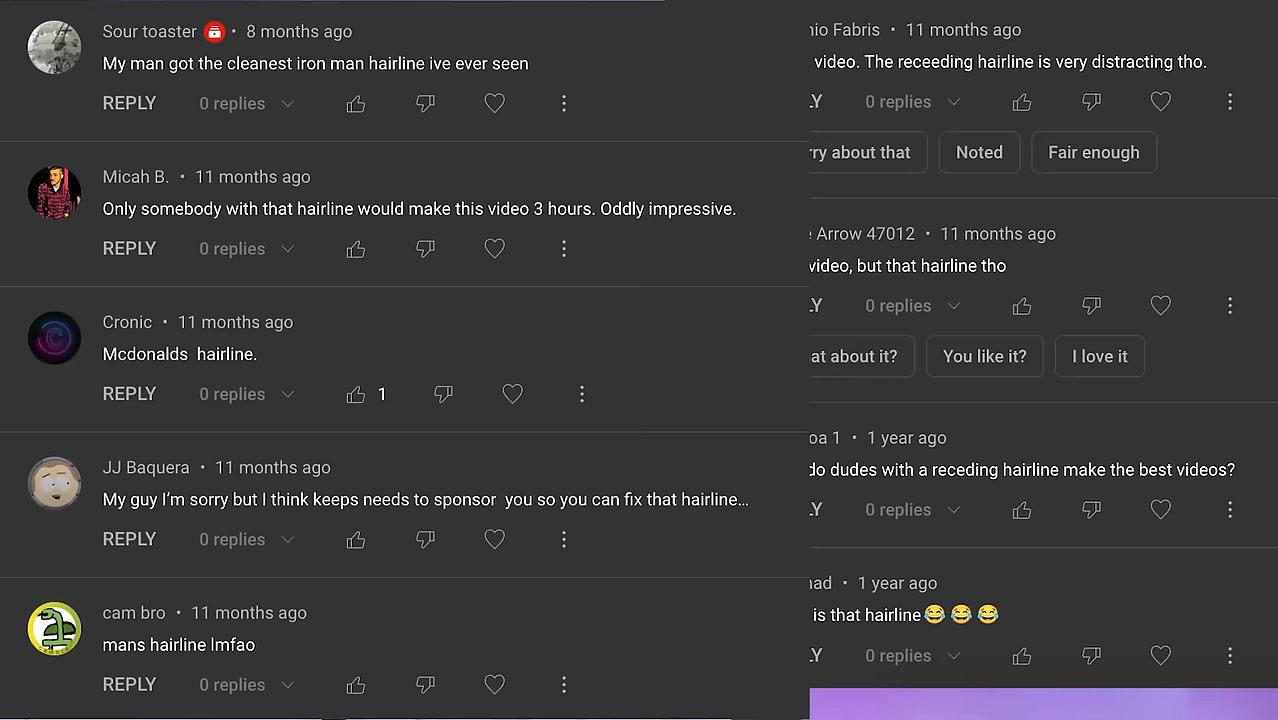 Sour toaster • 8 months ago
My man got the cleanest iron man hairline ive ever seen
REPLY 0 replies
Micah B. • 11 months ago
Only somebody with that hairline would make this video 3 hours. Oddly impressive.
REPLY 0 replies
Cronic • 11 months ago
Mcdonalds hairline.
REPLY 0 replies 1
JJ Baquera • 11 months ago
My guy I'm sorry but I think keeps needs to sponsor you so you can fix that hairline...
REPLY 0 replies
cam bro • 11 months ago
mans hairline lmfao
REPLY 0 replies
Fabris • 11 months ago
video. The receeding hairline is very distracting tho.
0 replies
about that Noted Fair enough
Arrow 47012 • 11 months ago
video, but that hairline tho
0 replies
about it? You like it? I love it
1 • 1 year ago
do dudes with a receding hairline make the best videos?
0 replies
• 1 year ago
is that hairline😂😂😂
0 replies